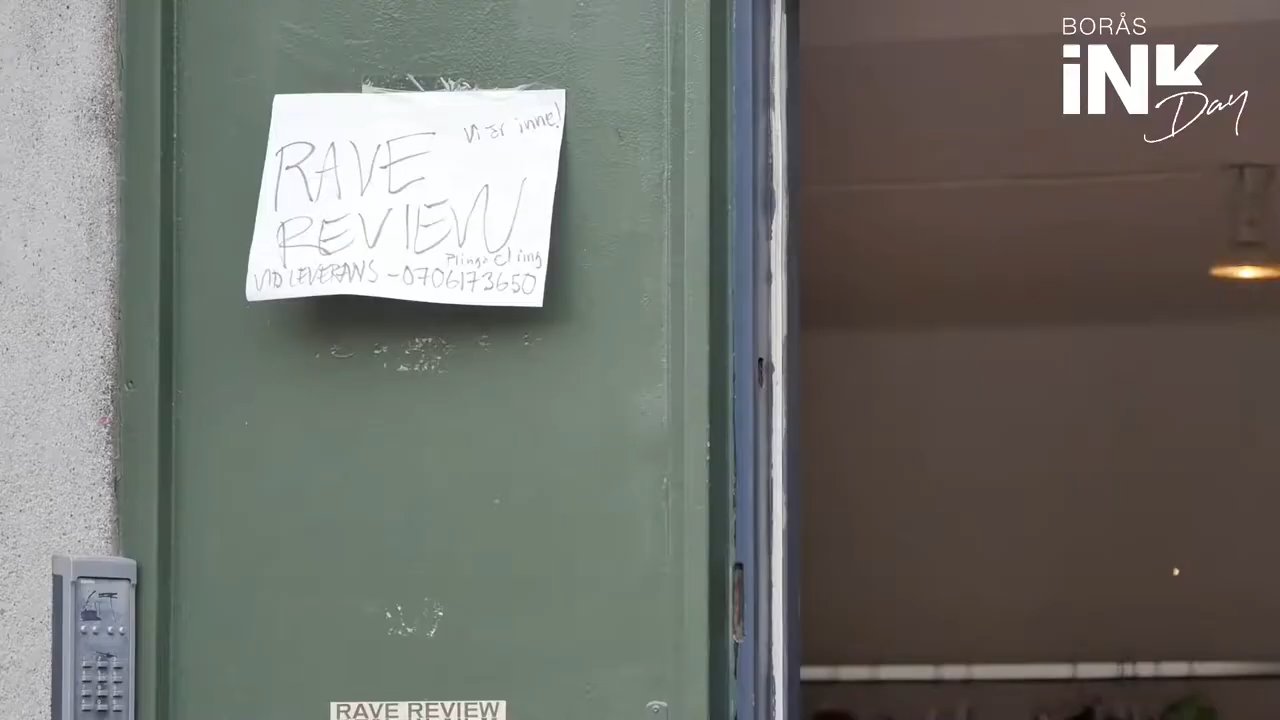 BORÅS
INK
Day
Vi är inne!
RAVE
REVIEW
Plinga el ring
VID LEVERANS - 0706173650
RAVE REVIEW